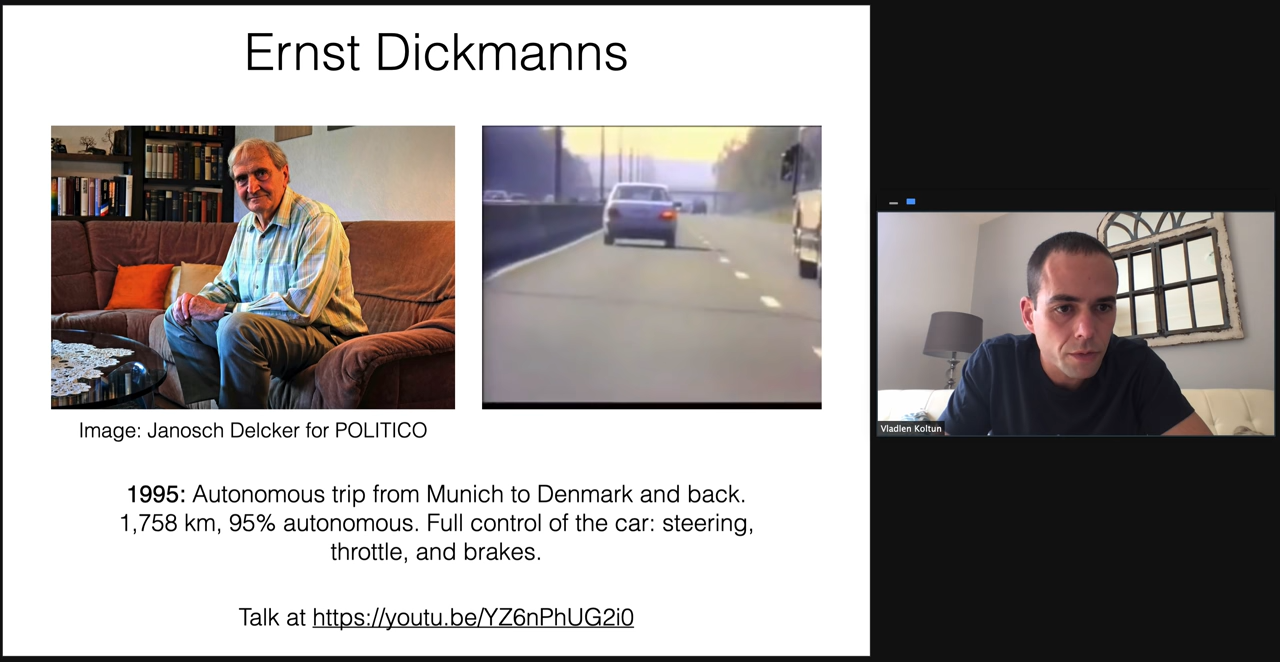 Ernst Dickmanns
Image: Janosch Delcker for POLITICO
1995: Autonomous trip from Munich to Denmark and back.
1,758 km, 95% autonomous. Full control of the car: steering,
throttle, and brakes.
Talk at https://youtu.be/YZ6nPhUG2i0
Vladlen Koltun